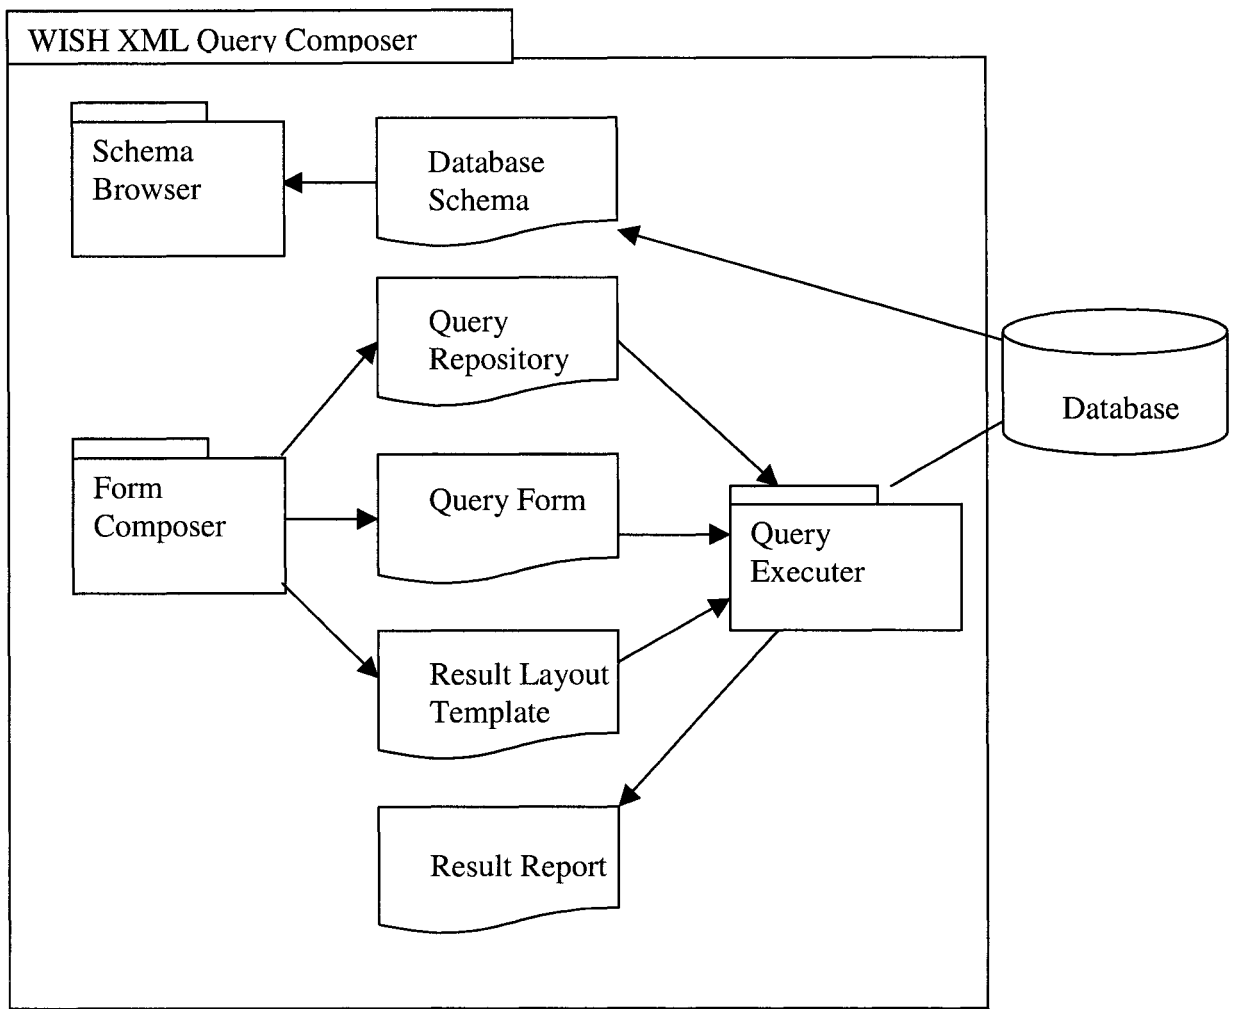 WISH XML Query Composer
Schema
Browser
Database
Schema
Query
Repository
Database
Form
Composer
Query Form
Query
Executer
Result Layout
Template
Result Report